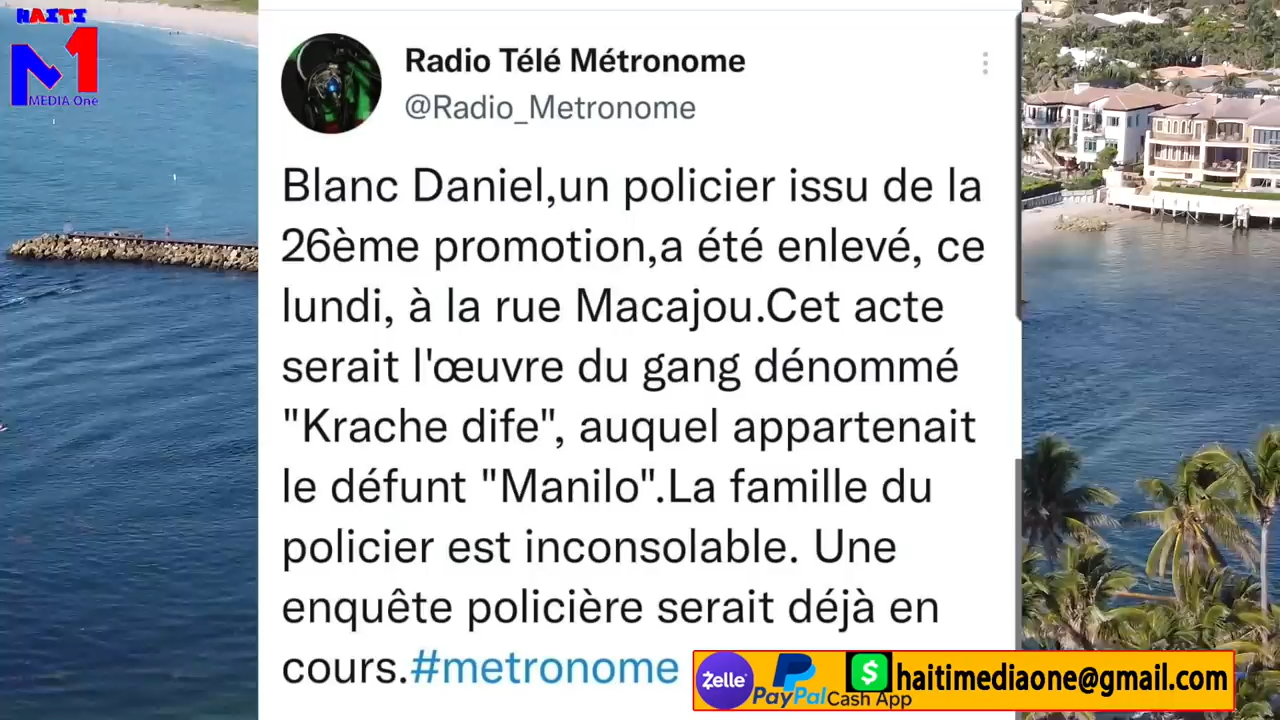 HAITI
M1
MEDIA One
Radio Télé Métronome
@Radio_Metronome
Blanc Daniel,un policier issu de la
26ème promotion,a été enlevé, ce
lundi, à la rue Macajou.Cet acte
serait l'œuvre du gang dénommé
"Krache dife", auquel appartenait
le défunt "Manilo".La famille du
policier est inconsolable. Une
enquête policière serait déjà en
cours.#metronome
Zelle
PayPal
$
Cash App
haitimediaone@gmail.com